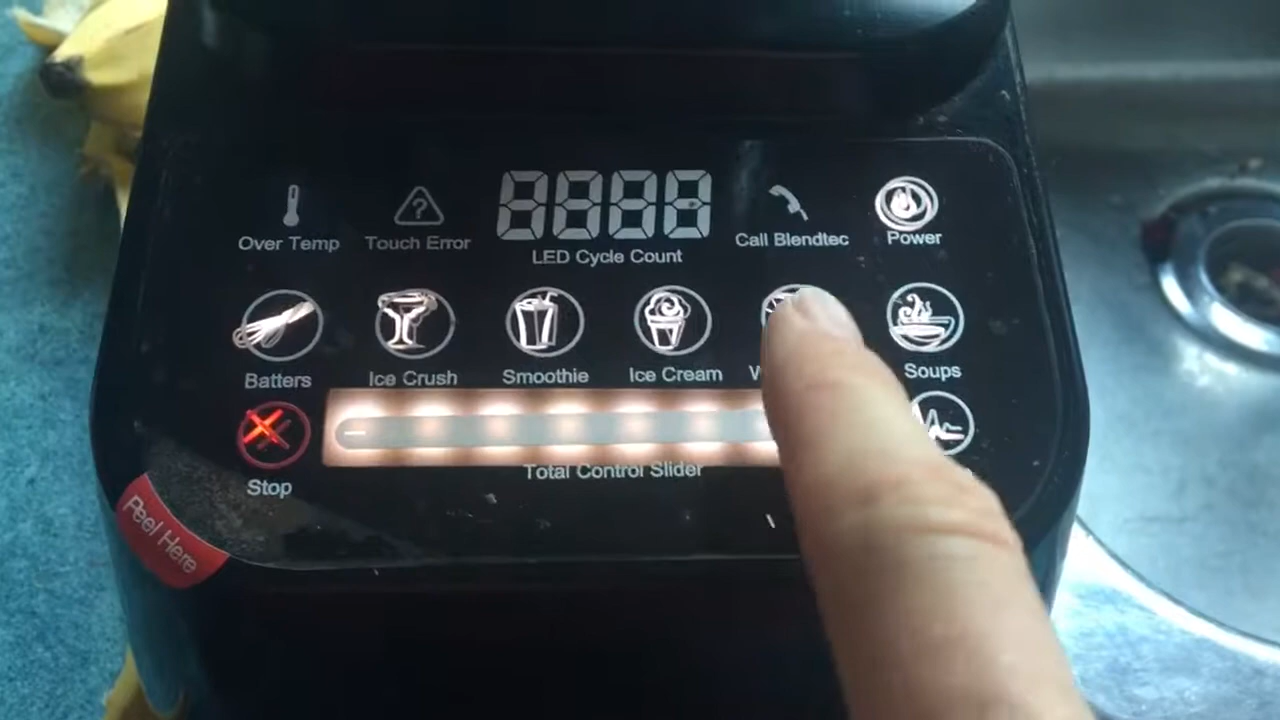 Over Temp
Touch Error
8888
LED Cycle Count
Call Blendtec
Power
Batters
Ice Crush
Smoothie
Ice Cream
Soups
Total Control Slider
Stop
Peel Here